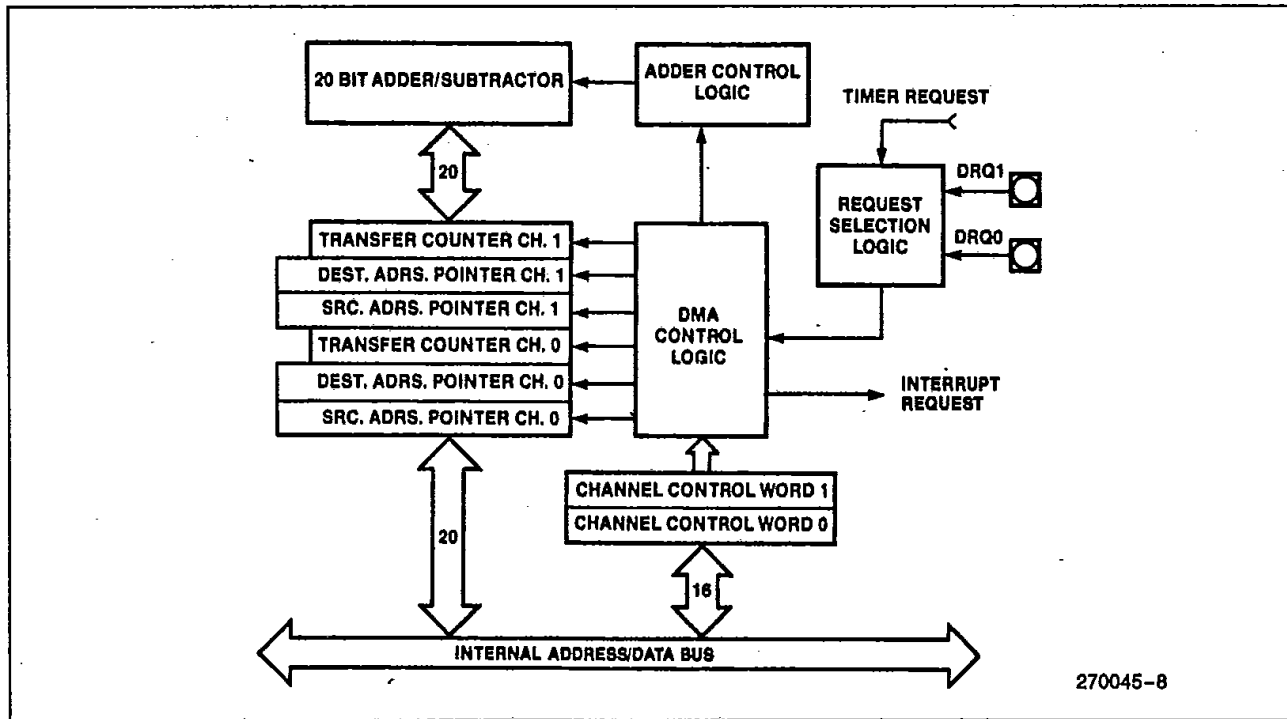 20 BIT ADDER/SUBTRACTOR
ADDER CONTROL
LOGIC
TIMER REQUEST
20
DRQ1
REQUEST
SELECTION
LOGIC
DRQ0
TRANSFER COUNTER CH. 1
DEST. ADRS. POINTER CH. 1
SRC. ADRS. POINTER CH. 1
TRANSFER COUNTER CH. 0
DEST. ADRS. POINTER CH. 0
SRC. ADRS. POINTER CH. 0
DMA
CONTROL
LOGIC
INTERRUPT
REQUEST
CHANNEL CONTROL WORD 1
CHANNEL CONTROL WORD 0
20
16
INTERNAL ADDRESS/DATA BUS
270045-8